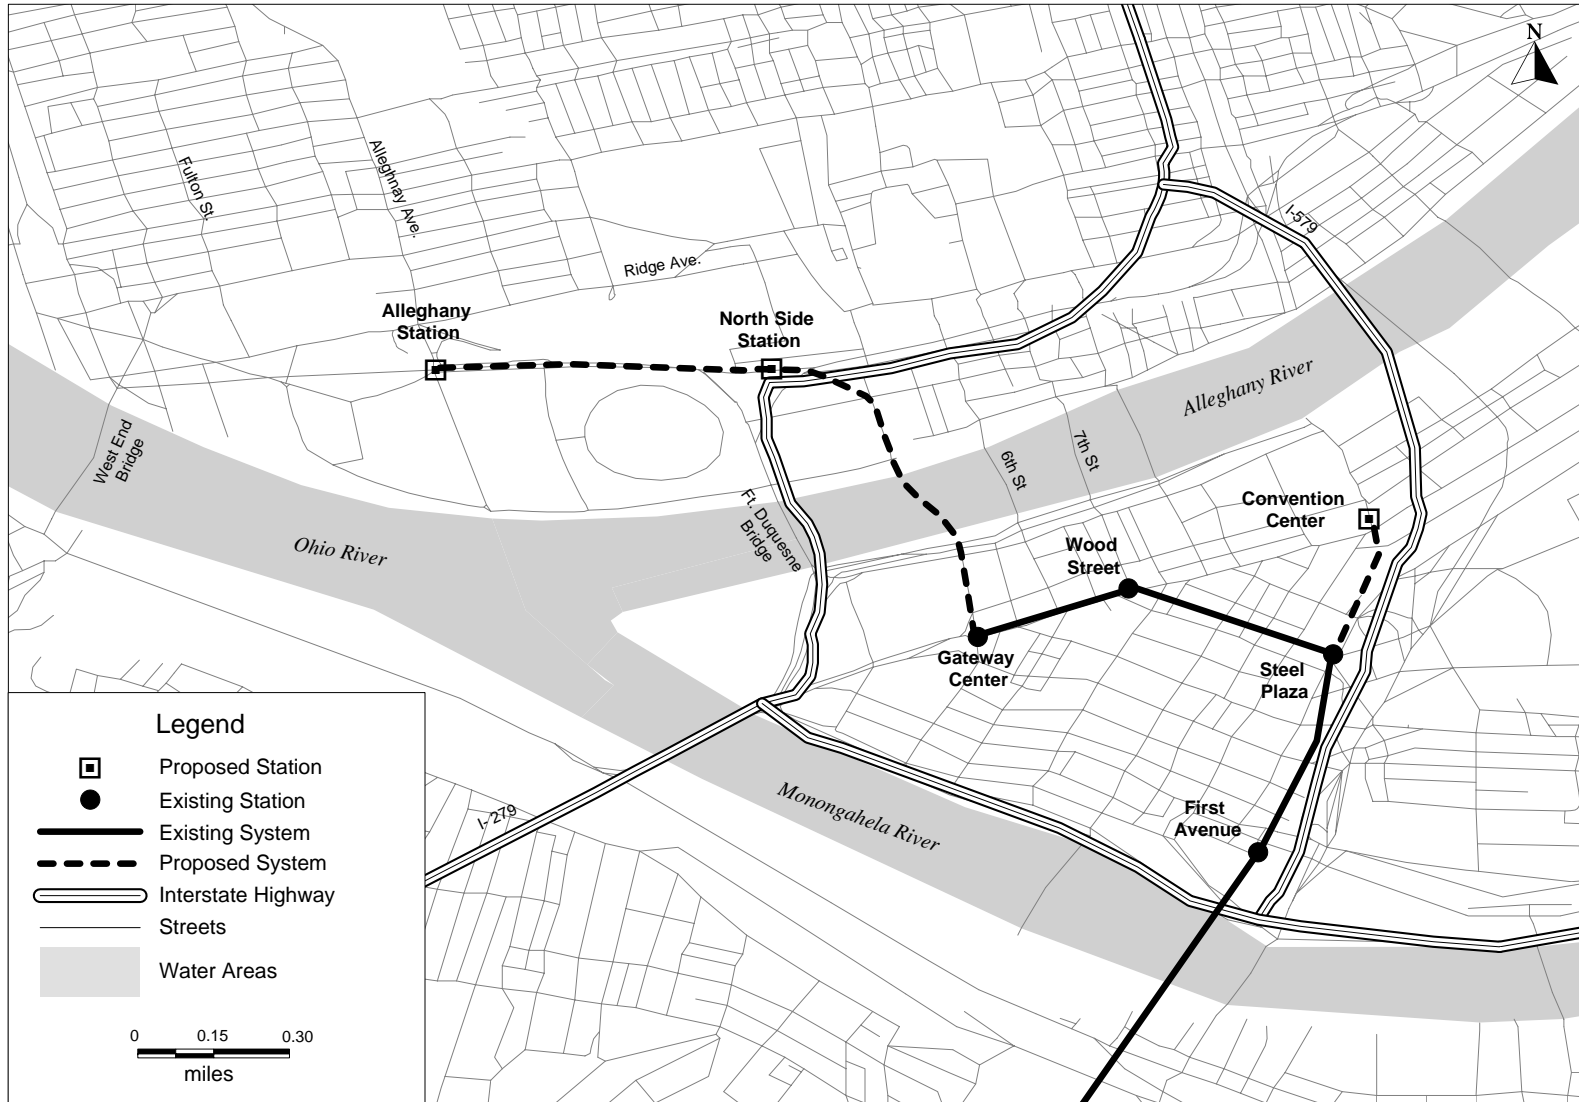 N
Fulton St.
Alleghnay Ave.
I-579
Ridge Ave.
Alleghany
Station
North Side
Station
Alleghany River
West End
Bridge
6th St
7th St
Ft. Duquesne
Bridge
Convention
Center
Ohio River
Wood
Street
Gateway
Center
Steel
Plaza
First
Avenue
Monongahela River
I-279
Legend
Proposed Station
Existing Station
Existing System
Proposed System
Interstate Highway
Streets
Water Areas
0 0.15 0.30
miles